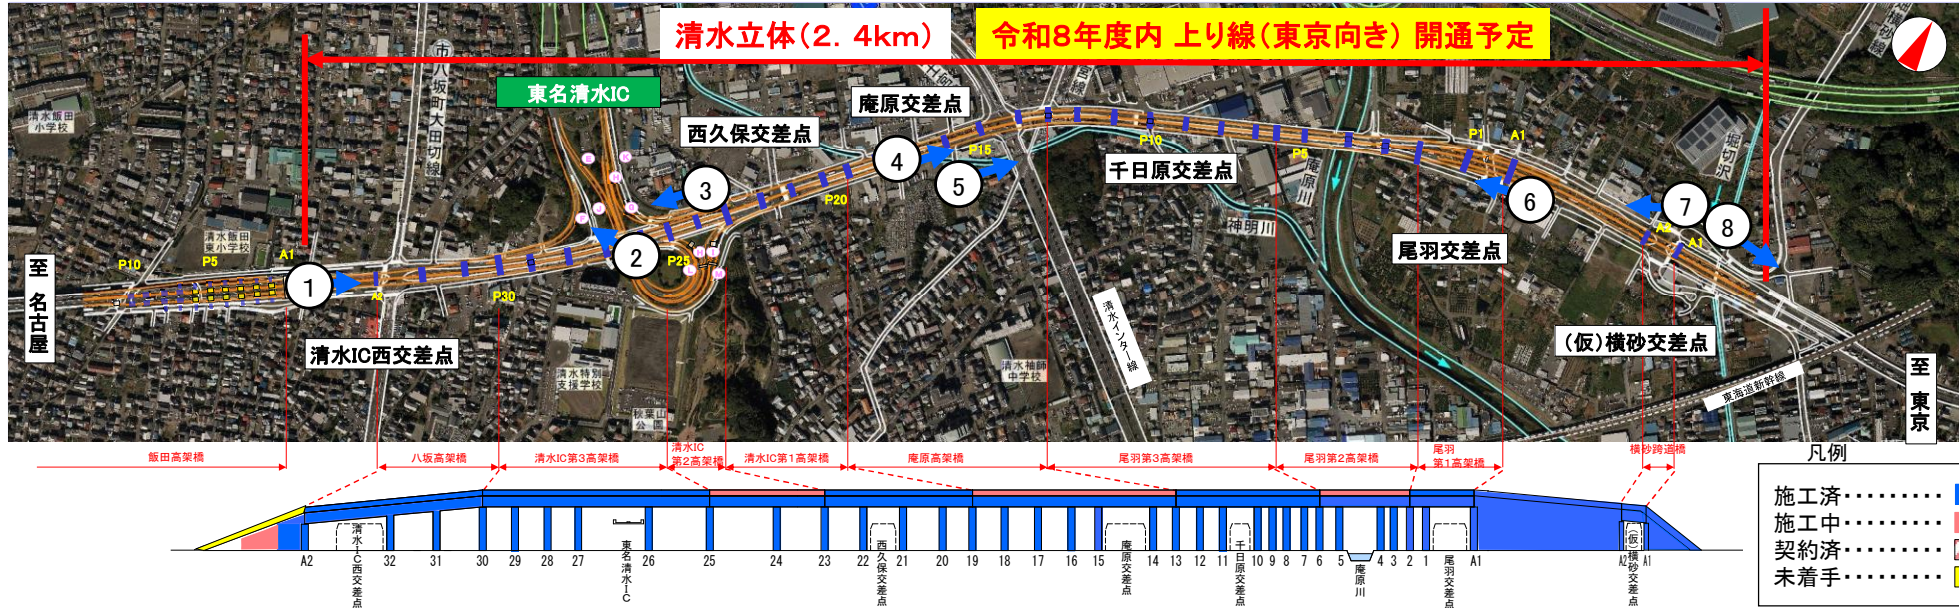 清水立体(2.4km)
令和8年度内 上り線(東京向き) 開通予定
東名清水IC
庵原交差点
西久保交差点
千日原交差点
尾羽交差点
(仮)横砂交差点
清水IC西交差点
至 名古屋
至 東京
市八坂町大田切線
清水飯田
小学校
清水飯田
東小学校
清水特別
支援学校
秋葉山
公園
清水袖師
中学校
清水インター線
神明川
庵原川
堀切沢
東海道新幹線
P10
P5
A1
A2
P30
P25
P20
P15
P10
P5
P1
A1
A2
A1
1
2
3
4
5
6
7
8
飯田高架橋
八坂高架橋
清水IC第3高架橋
清水IC
第2高架橋
清水IC第1高架橋
庵原高架橋
尾羽第3高架橋
尾羽第2高架橋
尾羽
第1高架橋
横砂跨道橋
A2 32 31 30 29 28 27 26 25 24 23 22 21 20 19 18 17 16 15 14 13 12 11 10 9 8 7 6 5 4 3 2 1 A1 A2 A1
清水IC西交差点
東名清水IC
西久保交差点
庵原交差点
千日原交差点
庵原川
尾羽交差点
(仮)横砂交差点
凡例
施工済・・・・・・・・・
施工中・・・・・・・・・
契約済・・・・・・・・・
未着手・・・・・・・・・